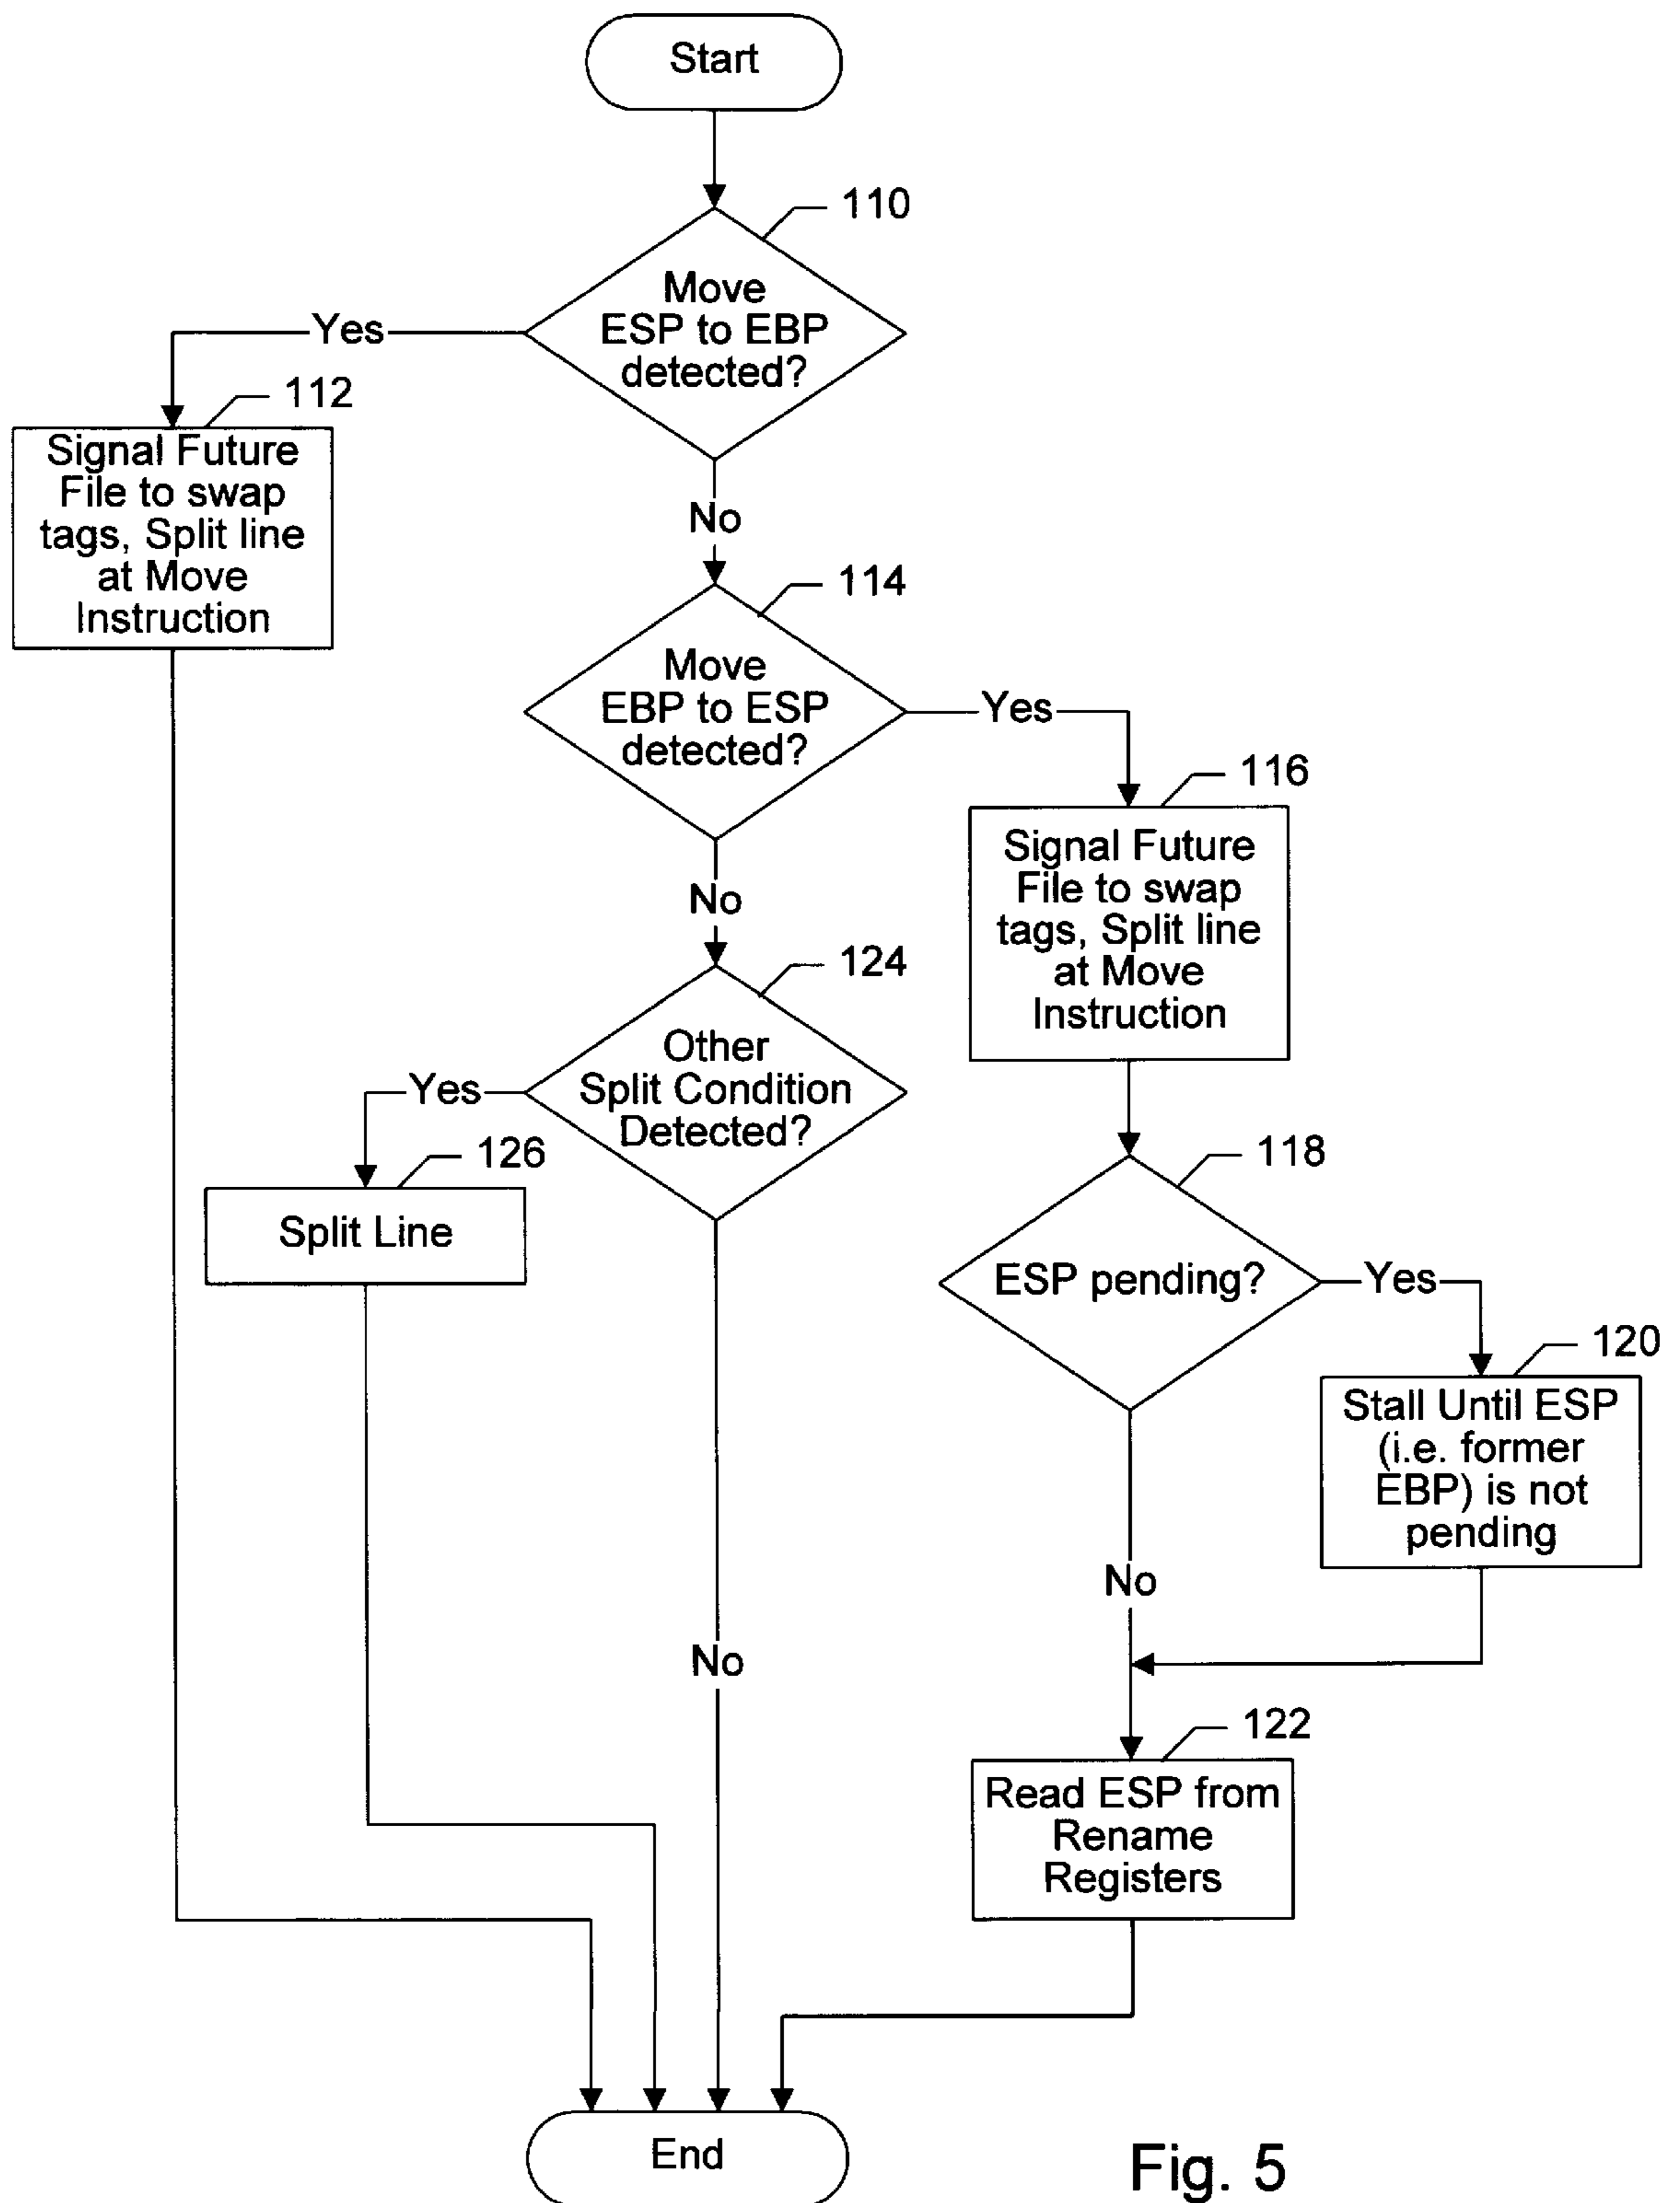 Start
110
Move
ESP to EBP
detected?
Yes
112
Signal Future
File to swap
tags, Split line
at Move
Instruction
No
114
Move
EBP to ESP
detected?
Yes
116
Signal Future
File to swap
tags, Split line
at Move
Instruction
No
124
Other
Split Condition
Detected?
Yes
126
Split Line
118
ESP pending?
Yes
120
Stall Until ESP
(i.e. former
EBP) is not
pending
No
No
122
Read ESP from
Rename
Registers
End
Fig. 5